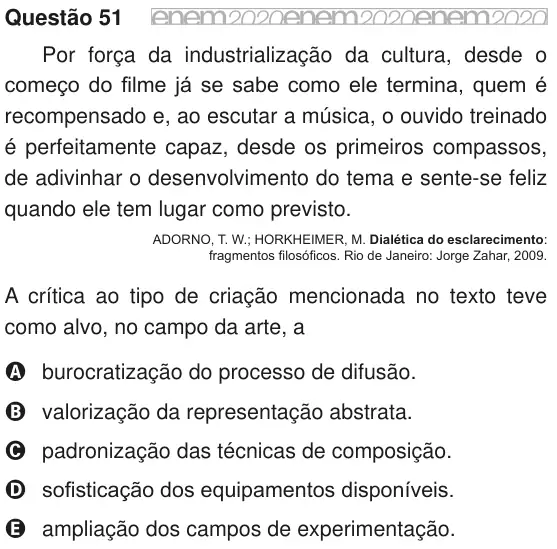 Questão 51 enem2020enem2020enem2020
Por força da industrialização da cultura, desde o
começo do filme já se sabe como ele termina, quem é
recompensado e, ao escutar a música, o ouvido treinado
é perfeitamente capaz, desde os primeiros compassos,
de adivinhar o desenvolvimento do tema e sente-se feliz
quando ele tem lugar como previsto.
ADORNO, T. W.; HORKHEIMER, M. Dialética do esclarecimento:
fragmentos filosóficos. Rio de Janeiro: Jorge Zahar, 2009.
A crítica ao tipo de criação mencionada no texto teve
como alvo, no campo da arte, a
A burocratização do processo de difusão.
B valorização da representação abstrata.
C padronização das técnicas de composição.
D sofisticação dos equipamentos disponíveis.
E ampliação dos campos de experimentação.